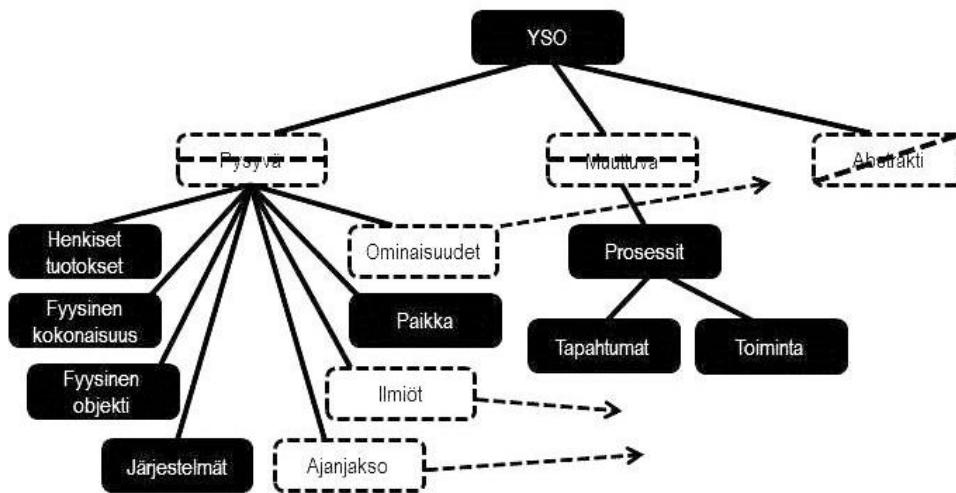 YSO
Pysyvä
Muuttuva
Abstrakti
Henkiset
tuotokset
Ominaisuudet
Prosessit
Fyysinen
kokonaisuus
Paikka
Tapahtumat
Toiminta
Fyysinen
objekti
Ilmiöt
Järjestelmät
Ajanjakso